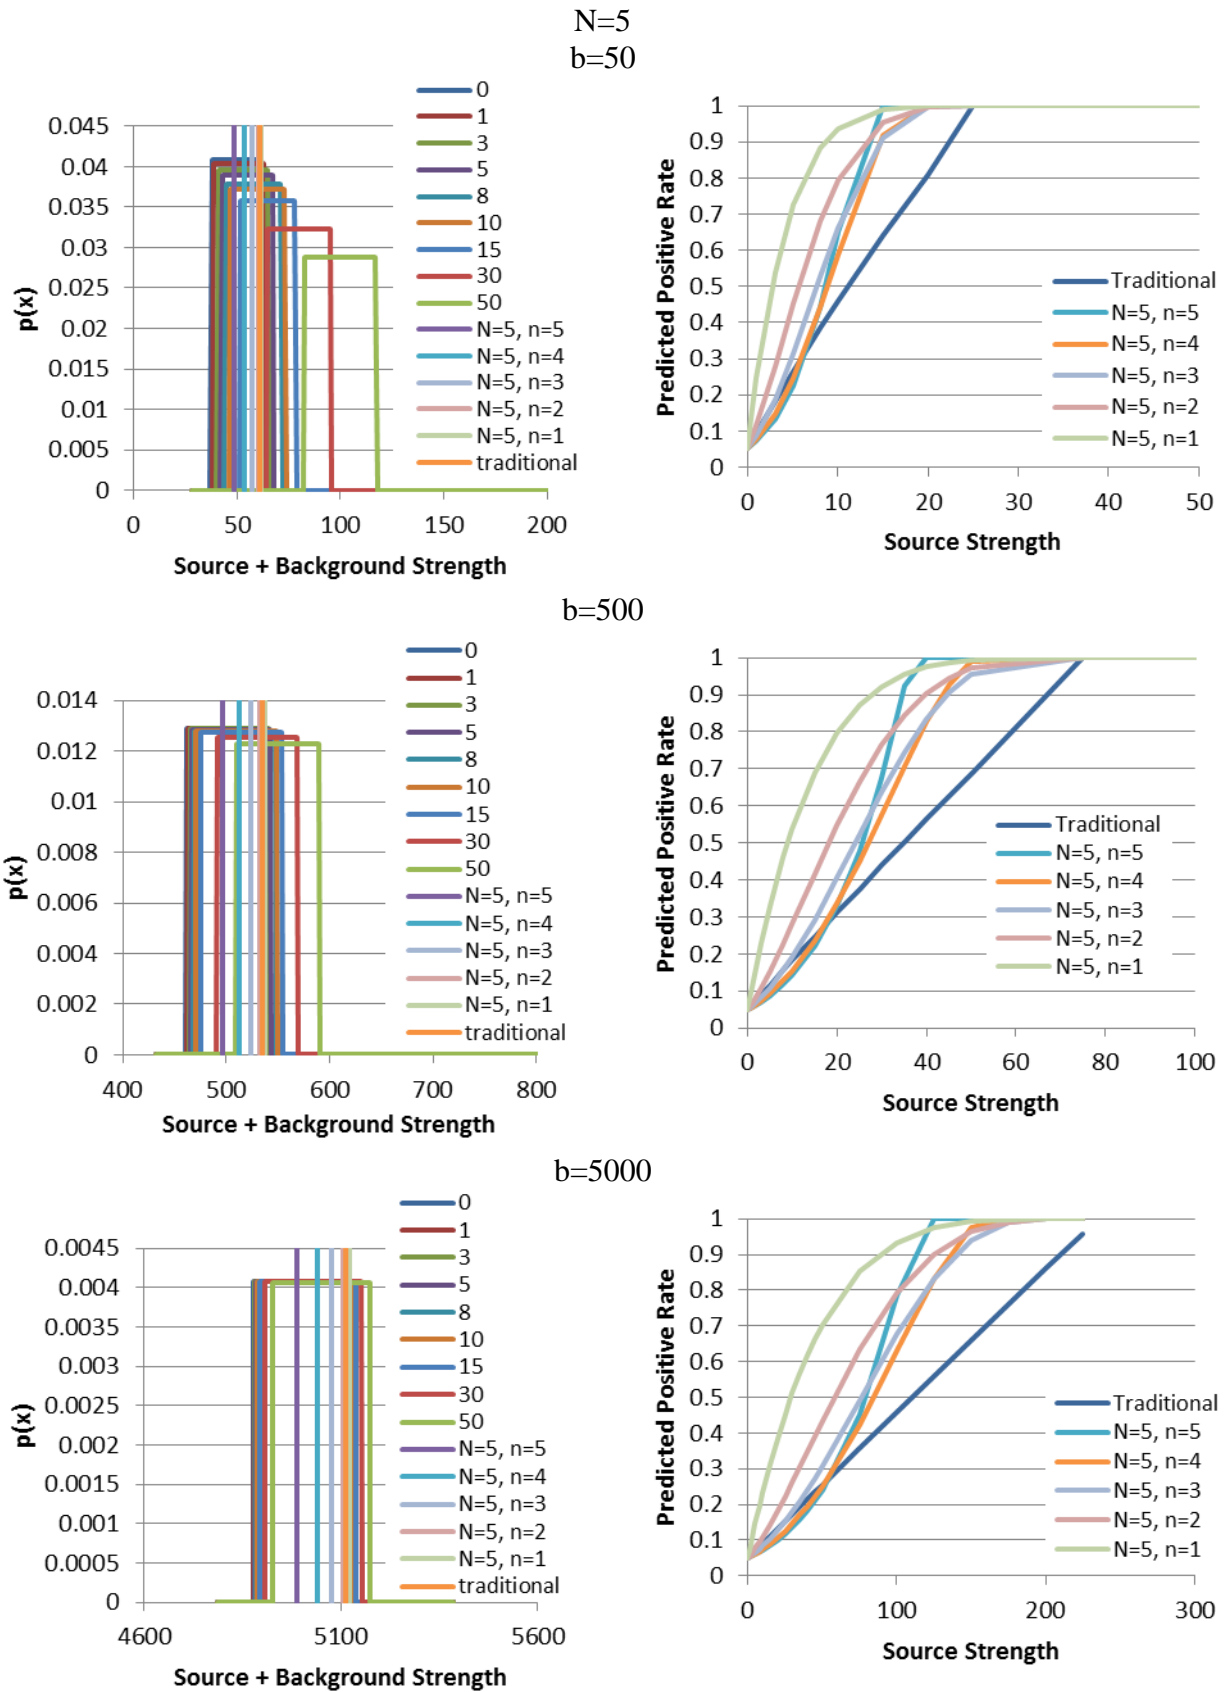 N=5
b=50
0
1
3
5
8
10
15
30
50
N=5, n=5
N=5, n=4
N=5, n=3
N=5, n=2
N=5, n=1
traditional
0.045
0.04
0.035
0.03
0.025
0.02
0.015
0.01
0.005
0
p(x)
0 50 100 150 200
Source + Background Strength
1
0.9
0.8
0.7
0.6
0.5
0.4
0.3
0.2
0.1
0
Predicted Positive Rate
Traditional
N=5, n=5
N=5, n=4
N=5, n=3
N=5, n=2
N=5, n=1
0 10 20 30 40 50
Source Strength
b=500
0
1
3
5
8
10
15
30
50
N=5, n=5
N=5, n=4
N=5, n=3
N=5, n=2
N=5, n=1
traditional
0.014
0.012
0.01
0.008
0.006
0.004
0.002
0
p(x)
400 500 600 700 800
Source + Background Strength
1
0.9
0.8
0.7
0.6
0.5
0.4
0.3
0.2
0.1
0
Predicted Positive Rate
Traditional
N=5, n=5
N=5, n=4
N=5, n=3
N=5, n=2
N=5, n=1
0 20 40 60 80 100
Source Strength
b=5000
0
1
3
5
8
10
15
30
50
N=5, n=5
N=5, n=4
N=5, n=3
N=5, n=2
N=5, n=1
traditional
0.0045
0.004
0.0035
0.003
0.0025
0.002
0.0015
0.001
0.0005
0
p(x)
4600 5100 5600
Source + Background Strength
1
0.9
0.8
0.7
0.6
0.5
0.4
0.3
0.2
0.1
0
Predicted Positive Rate
Traditional
N=5, n=5
N=5, n=4
N=5, n=3
N=5, n=2
N=5, n=1
0 100 200 300
Source Strength